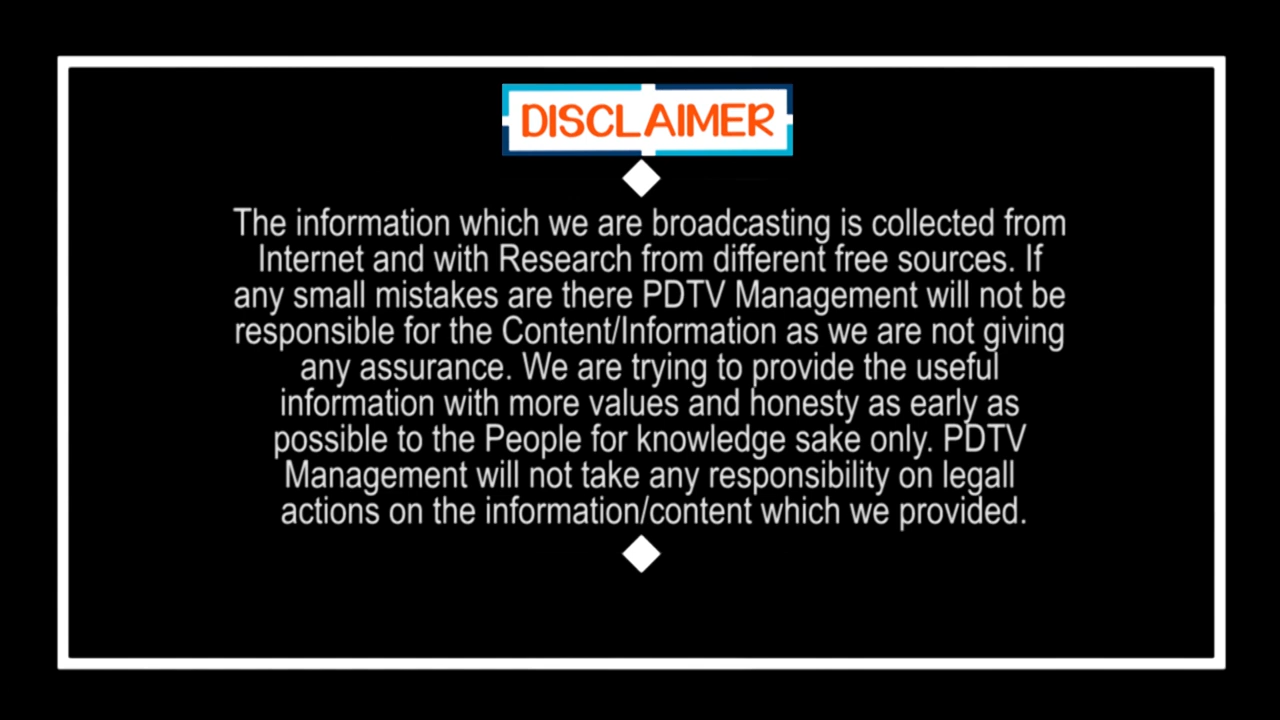 DISCLAIMER
The information which we are broadcasting is collected from
Internet and with Research from different free sources. If
any small mistakes are there PDTV Management will not be
responsible for the Content/Information as we are not giving
any assurance. We are trying to provide the useful
information with more values and honesty as early as
possible to the People for knowledge sake only. PDTV
Management will not take any responsibility on legall
actions on the information/content which we provided.